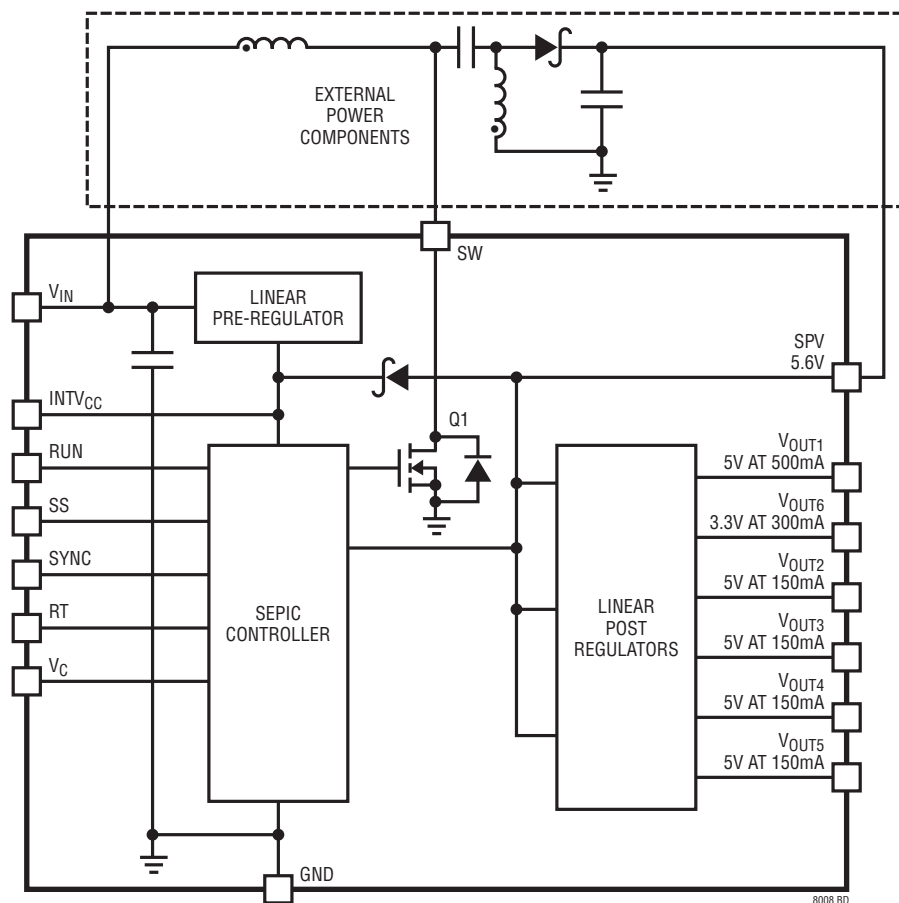 EXTERNAL
POWER
COMPONENTS
SW
VIN
LINEAR
PRE-REGULATOR
SPV
5.6V
INTVCC
Q1
RUN
SS
SYNC
RT
VC
SEPIC
CONTROLLER
LINEAR
POST
REGULATORS
VOUT1
5V AT 500mA
VOUT6
3.3V AT 300mA
VOUT2
5V AT 150mA
VOUT3
5V AT 150mA
VOUT4
5V AT 150mA
VOUT5
5V AT 150mA
GND
8008 BD